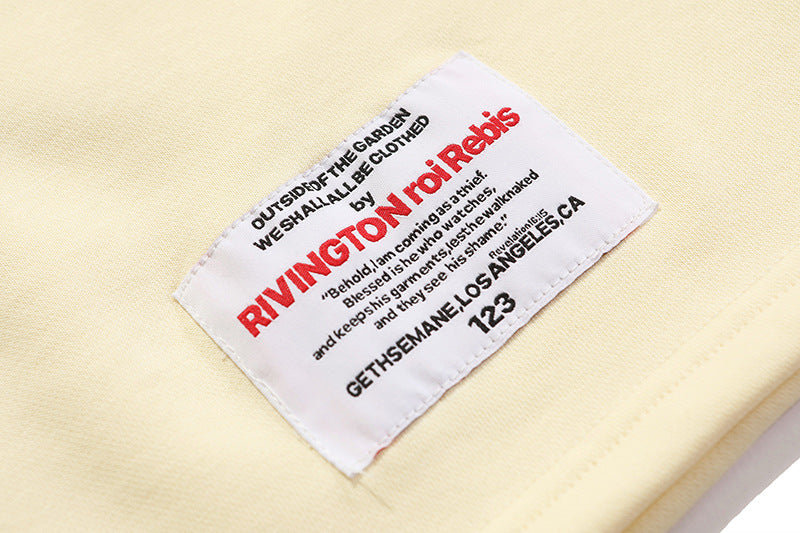 OUTSIDE OF THE GARDEN
WE SHALL ALL BE CLOTHED
by
RIVINGTON roi Rebis
"Behold, I am coming as a thief.
Blessed is he who watches,
and keeps his garments, lest he walk naked
and they see his shame."
Revelation 16:15
GETHSEMANE, LOS ANGELES, CA
123